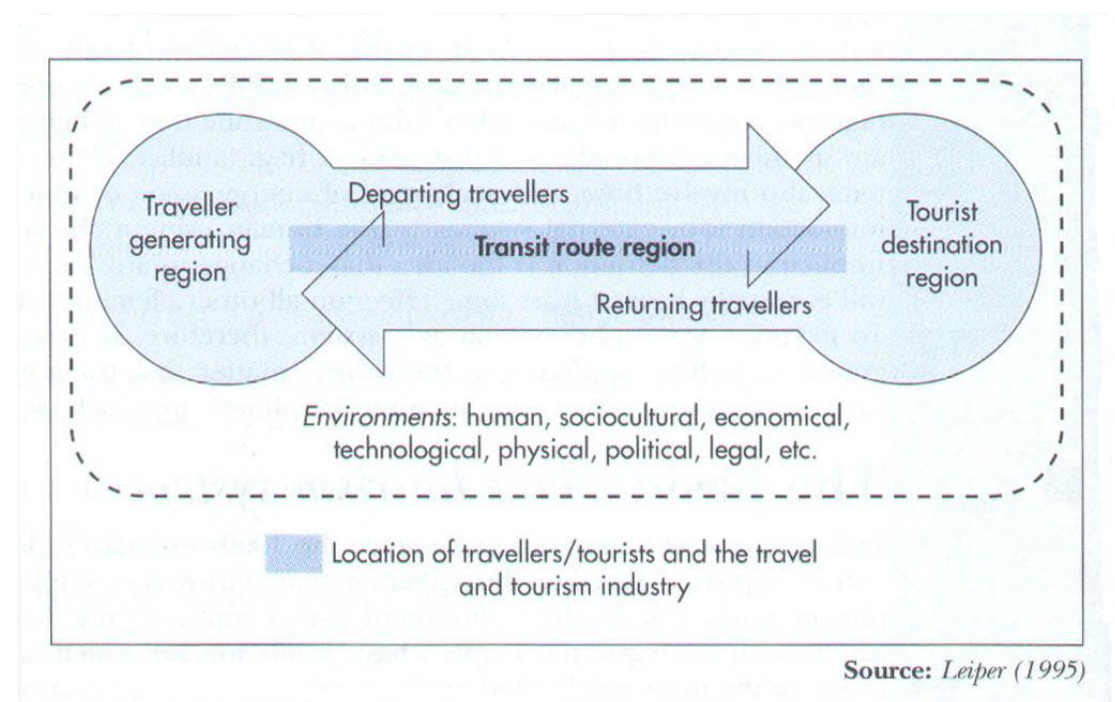 Traveller
generating
region
Departing travellers
Transit route region
Returning travellers
Tourist
destination
region
Environments: human, sociocultural, economical,
technological, physical, political, legal, etc.
Location of travellers/tourists and the travel
and tourism industry
Source: Leiper (1995)